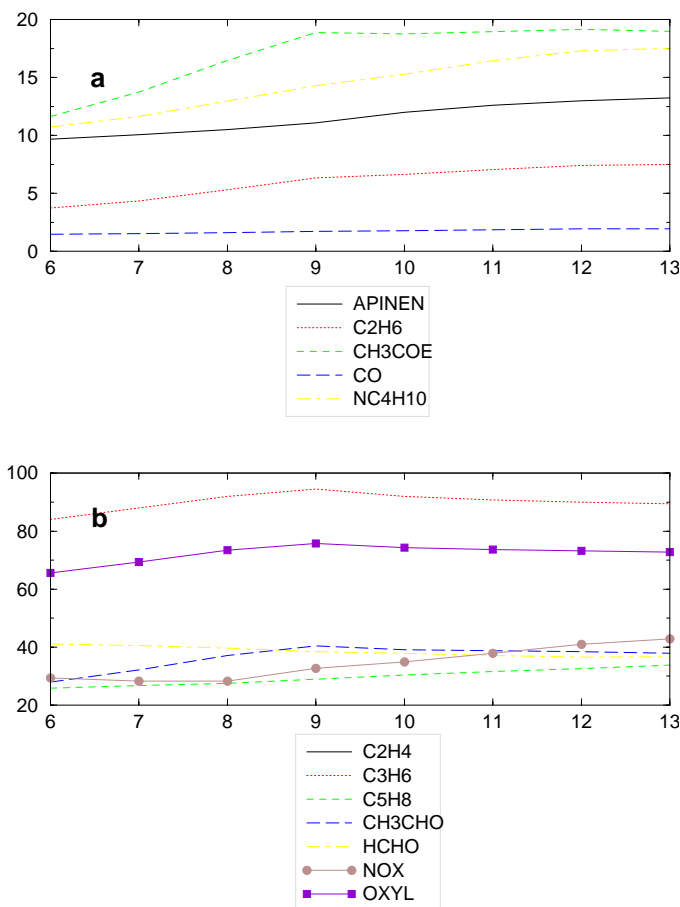 20
a
15
10
5
0
6 7 8 9 10 11 12 13
APINEN
C2H6
CH3COE
CO
NC4H10
100
b
80
60
40
20
6 7 8 9 10 11 12 13
C2H4
C3H6
C5H8
CH3CHO
HCHO
NOX
OXYL